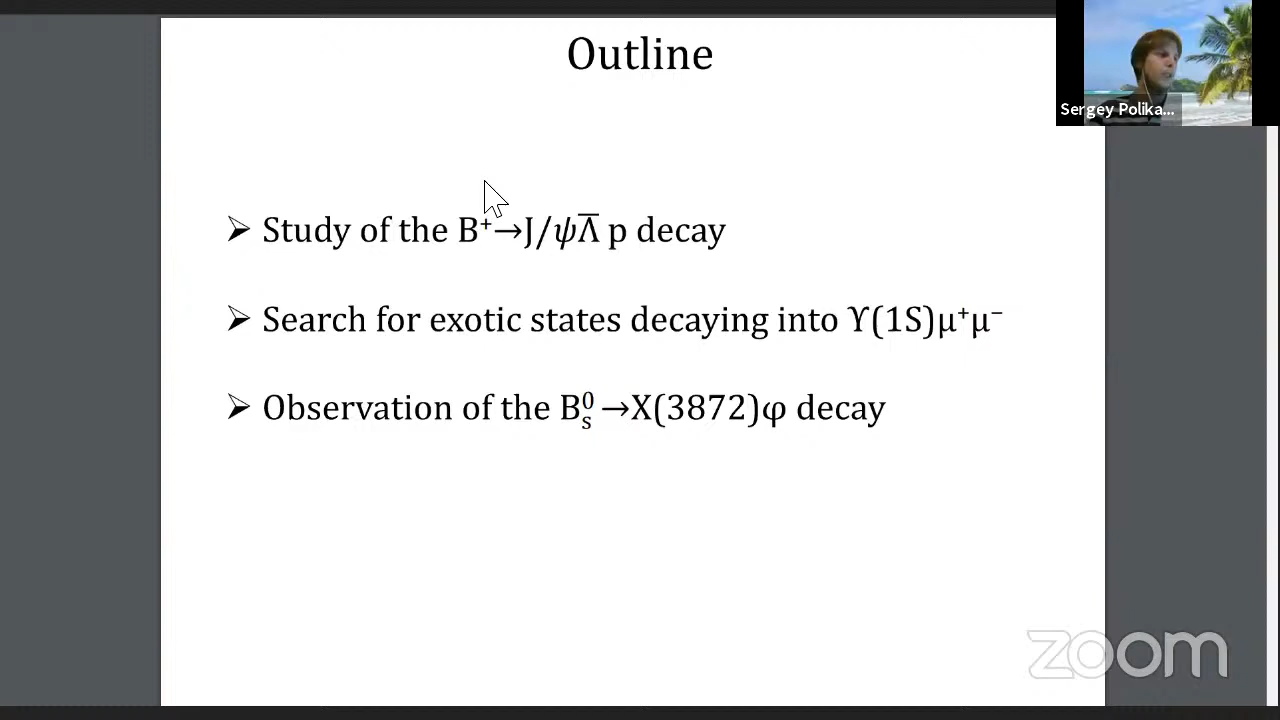 Outline
Sergey Polika...
➢ Study of the B⁺→J/ψΛ̅ p decay
➢ Search for exotic states decaying into ϒ(1S)μ⁺μ⁻
➢ Observation of the B⁰ₛ →X(3872)φ decay
zoom